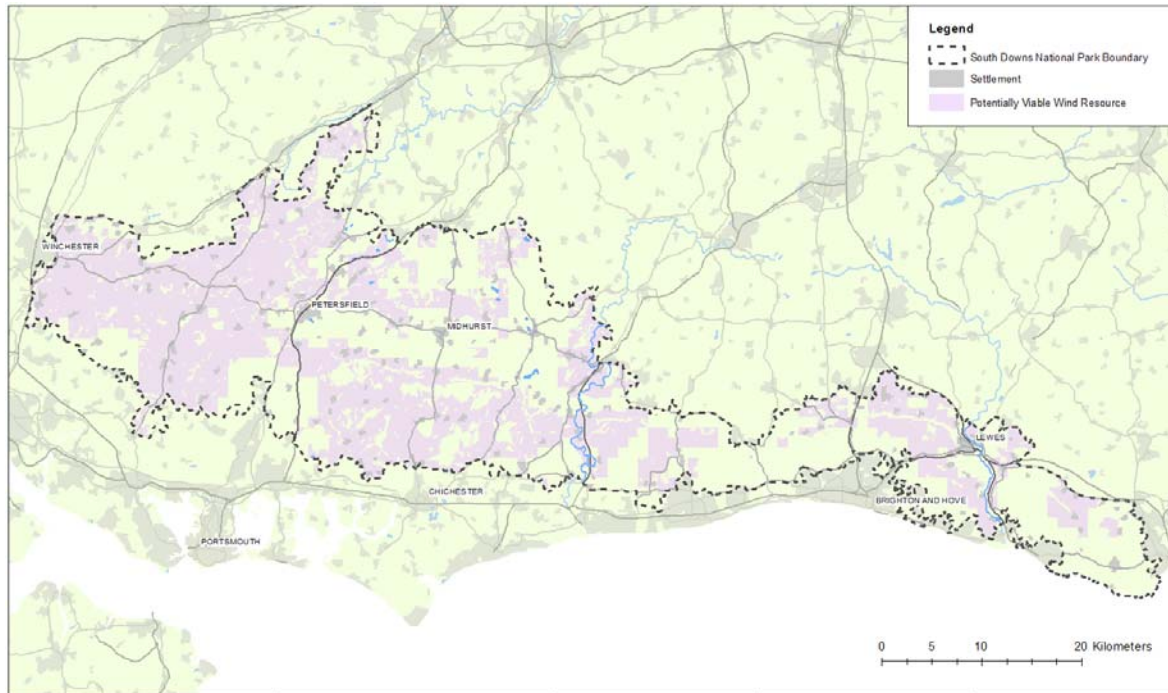 Legend
South Downs National Park Boundary
Settlement
Potentially Viable Wind Resource
WINCHESTER
PETERSFIELD
MIDHURST
LEWES
CHICHESTER
BRIGHTON AND HOVE
PORTSMOUTH
0 5 10 20 Kilometers